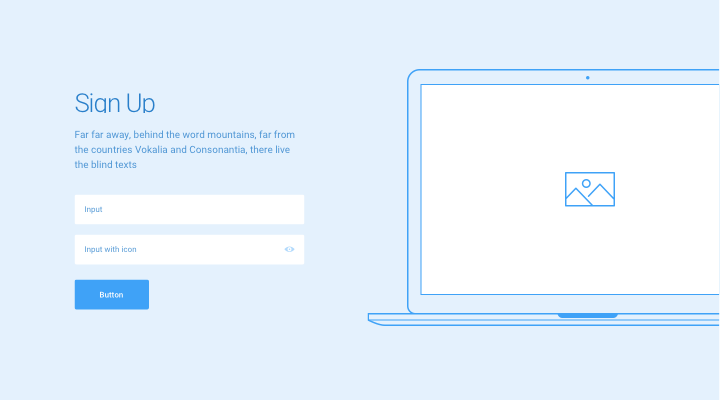 Sign Up
Far far away, behind the word mountains, far from
the countries Vokalia and Consonantia, there live
the blind texts
Input
Input with icon
Button